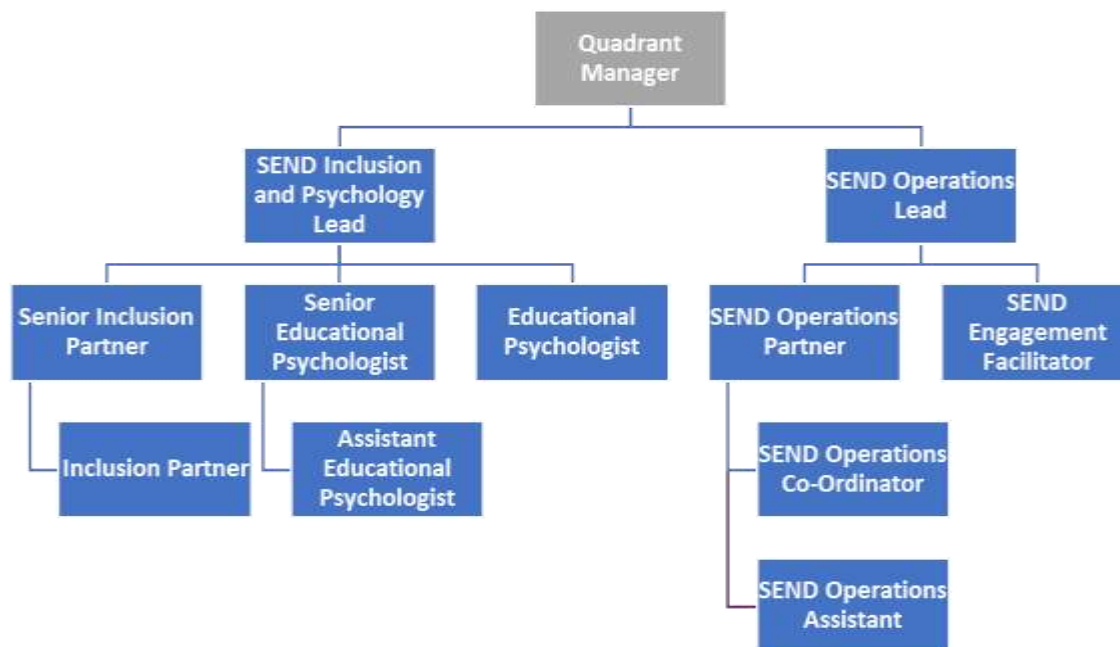 Quadrant
Manager
SEND Inclusion
and Psychology
Lead
SEND Operations
Lead
Senior Inclusion
Partner
Senior
Educational
Psychologist
Educational
Psychologist
SEND Operations
Partner
SEND
Engagement
Facilitator
Inclusion Partner
Assistant
Educational
Psychologist
SEND Operations
Co-Ordinator
SEND Operations
Assistant